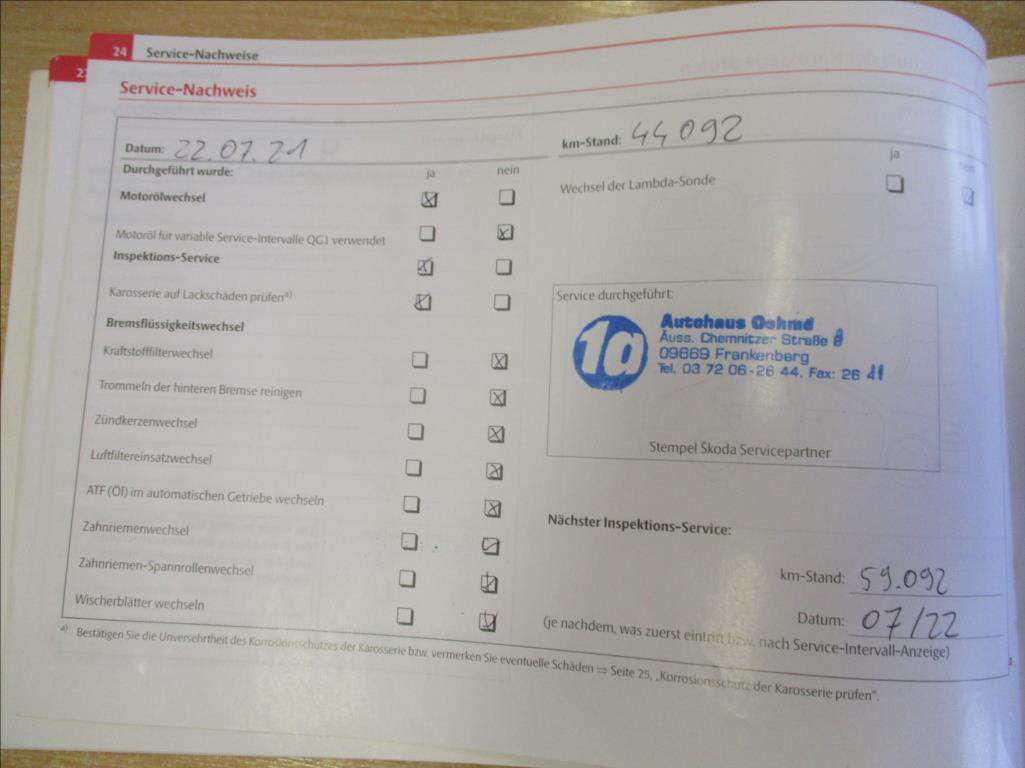 24 Service-Nachweise
Service-Nachweis
Datum: 22.07.21
km-Stand: 44092
Durchgeführt wurde: ja nein
ja nein
Motorölwechsel
Wechsel der Lambda-Sonde
Motoröl für variable Service-Intervalle QG1 verwendet
Inspektions-Service
Karosserie auf Lackschäden prüfen a)
Bremsflüssigkeitswechsel
Kraftstofffilterwechsel
Trommeln der hinteren Bremse reinigen
Zündkerzenwechsel
Luftfiltereinsatzwechsel
ATF (Öl) im automatischen Getriebe wechseln
Zahnriemenwechsel
Zahnriemen-Spannrollenwechsel
Wischerblätter wechseln
Service durchgeführt:
1a
Autohaus Oehmd
Äuss. Chemnitzer Straße 8
09669 Frankenberg
Tel. 03 72 06-26 44, Fax: 26 41
Stempel Škoda Servicepartner
Nächster Inspektions-Service:
km-Stand: 59.092
Datum: 07/22
(je nachdem, was zuerst eintritt bzw. nach Service-Intervall-Anzeige)
a) Bestätigen Sie die Unversehrtheit des Korrosionsschutzes der Karosserie bzw. vermerken Sie eventuelle Schäden ⇒ Seite 25, „Korrosionsschutz der Karosserie prüfen".